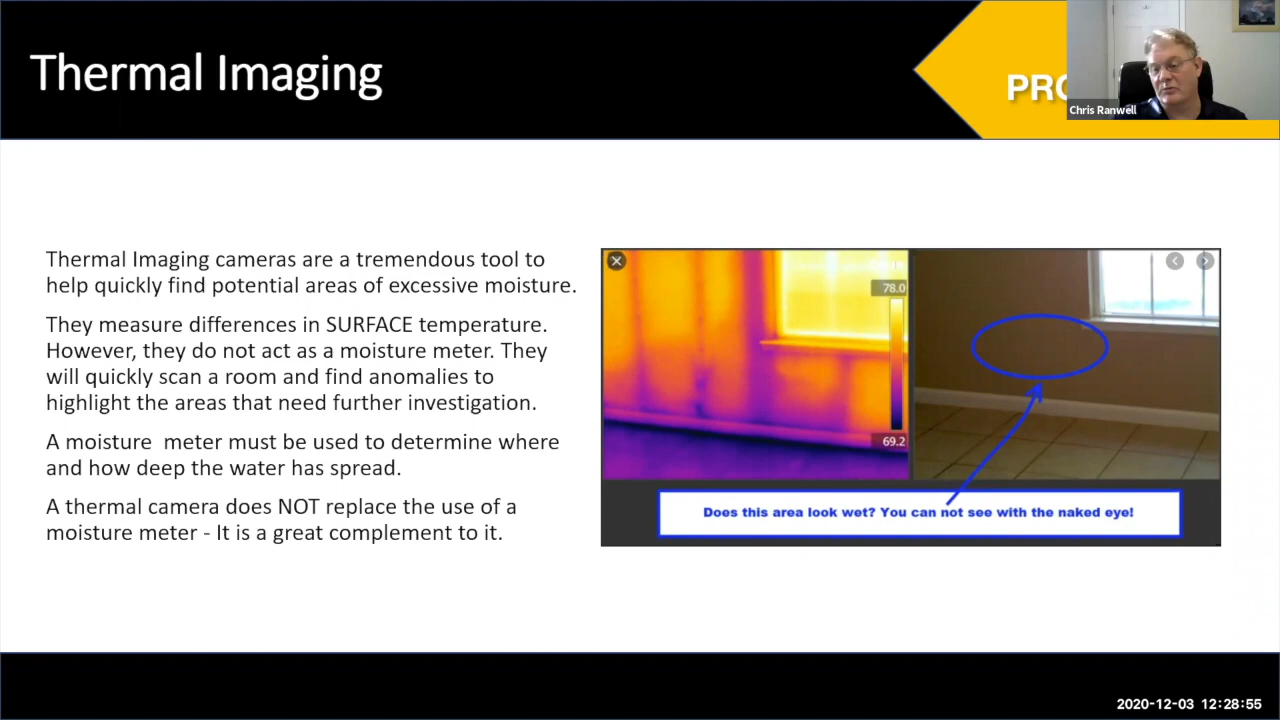 Thermal Imaging
PRO
Chris Ranwell
Thermal Imaging cameras are a tremendous tool to
help quickly find potential areas of excessive moisture.
They measure differences in SURFACE temperature.
However, they do not act as a moisture meter. They
will quickly scan a room and find anomalies to
highlight the areas that need further investigation.
A moisture  meter must be used to determine where
and how deep the water has spread.
A thermal camera does NOT replace the use of a
moisture meter - It is a great complement to it.
78.0
69.2
Does this area look wet? You can not see with the naked eye!
2020-12-03 12:28:55